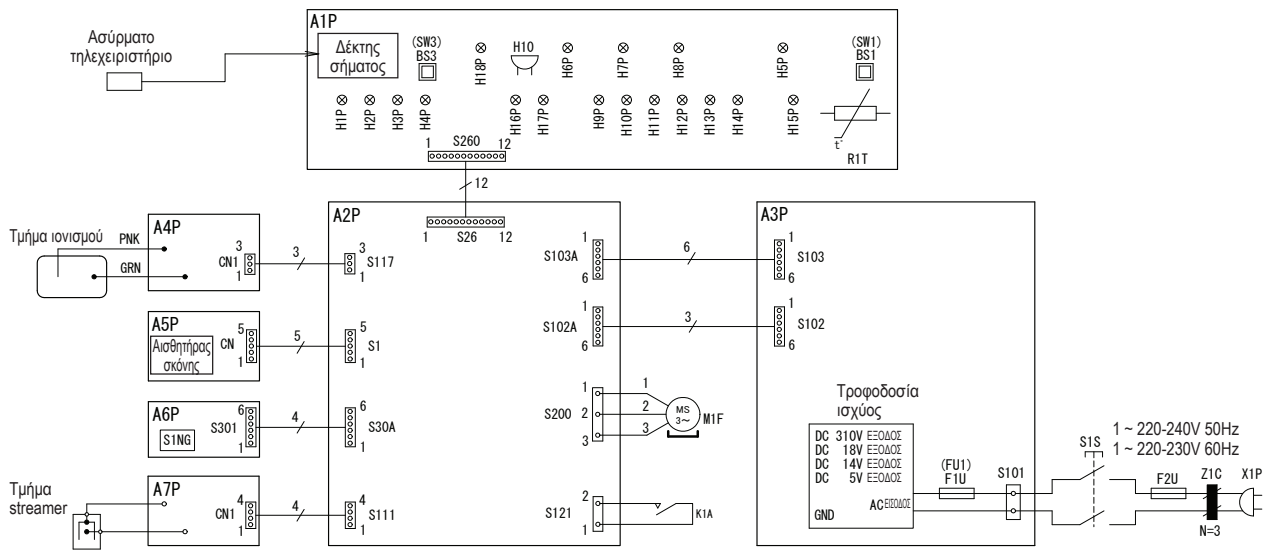 Ασύρματο
τηλεχειριστήριο
A1P
Δέκτης
σήματος
(SW3)
BS3
H18P
H10
H6P
H7P
H8P
H5P
(SW1)
BS1
H1P
H2P
H3P
H4P
H16P
H17P
H9P
H10P
H11P
H12P
H13P
H14P
H15P
t°
R1T
1 S260 12
12
1 S26 12
A2P
A3P
Τμήμα ιονισμού
PNK
GRN
A4P
3
CN1
1
3
3
S117
1
A5P
Αισθητήρας
σκόνης
5
CN
1
5
5
S1
1
A6P
S1NG
6
S301
1
4
6
S30A
1
Τμήμα
streamer
A7P
4
CN1
1
4
4
S111
1
1
S103A
6
6
1
S103
6
1
S102A
6
3
1
S102
6
1
S200 2
3
1
2
3
MS
3~
M1F
2
S121
1
K1A
Τροφοδοσία
ισχύος
DC 310V ΕΞΟΔΟΣ
DC 18V ΕΞΟΔΟΣ
DC 14V ΕΞΟΔΟΣ
DC 5V ΕΞΟΔΟΣ
AC ΕΙΣΟΔΟΣ
GND
(FU1)
F1U
S101
S1S
1 ~ 220-240V 50Hz
1 ~ 220-230V 60Hz
F2U
Z1C
X1P
N=3